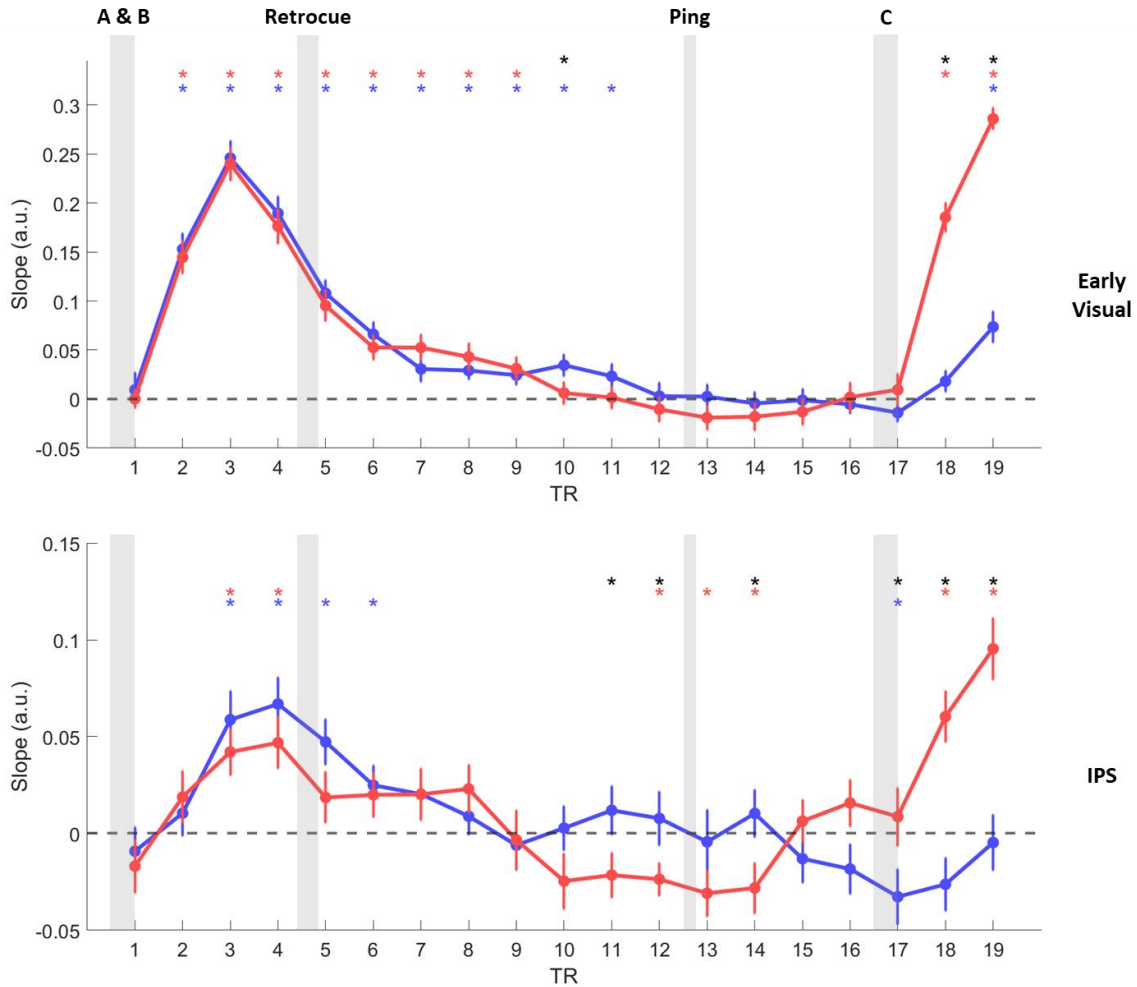 A & B Retrocue Ping C
* * *
* * * * * * * * * *
* * * * * * * * * * *
0.3
0.25
0.2
0.15
0.1
0.05
0
-0.05
Slope (a.u.)
Early
Visual
1 2 3 4 5 6 7 8 9 10 11 12 13 14 15 16 17 18 19
TR
0.15
* * * * * *
* * * * * * *
* * * * *
0.1
0.05
0
-0.05
Slope (a.u.)
IPS
1 2 3 4 5 6 7 8 9 10 11 12 13 14 15 16 17 18 19
TR